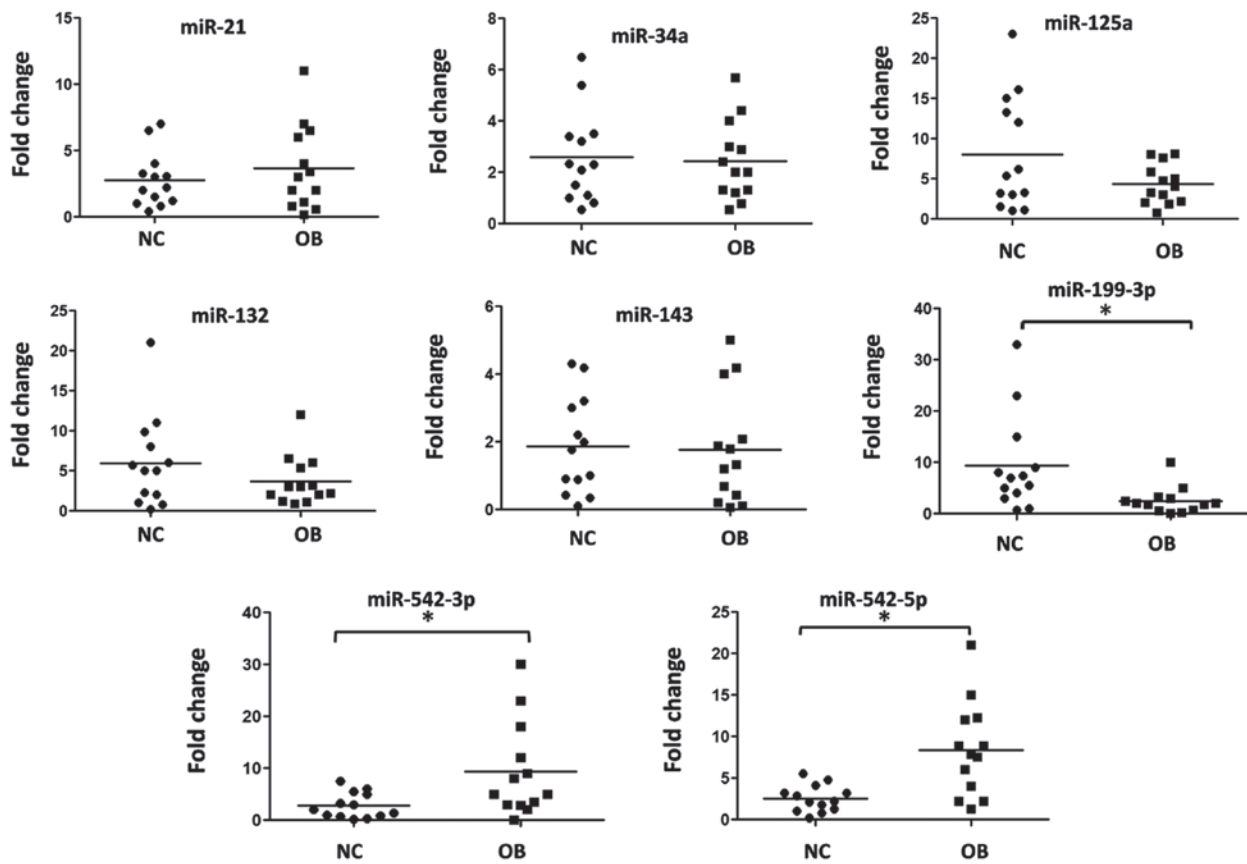 miR-21
Fold change
15
10
5
0
NC
OB
miR-34a
Fold change
8
6
4
2
0
NC
OB
miR-125a
Fold change
25
20
15
10
5
0
NC
OB
miR-132
Fold change
25
20
15
10
5
0
NC
OB
miR-143
Fold change
6
4
2
0
NC
OB
miR-199-3p
*
Fold change
40
30
20
10
0
NC
OB
miR-542-3p
*
Fold change
40
30
20
10
0
NC
OB
miR-542-5p
*
Fold change
25
20
15
10
5
0
NC
OB